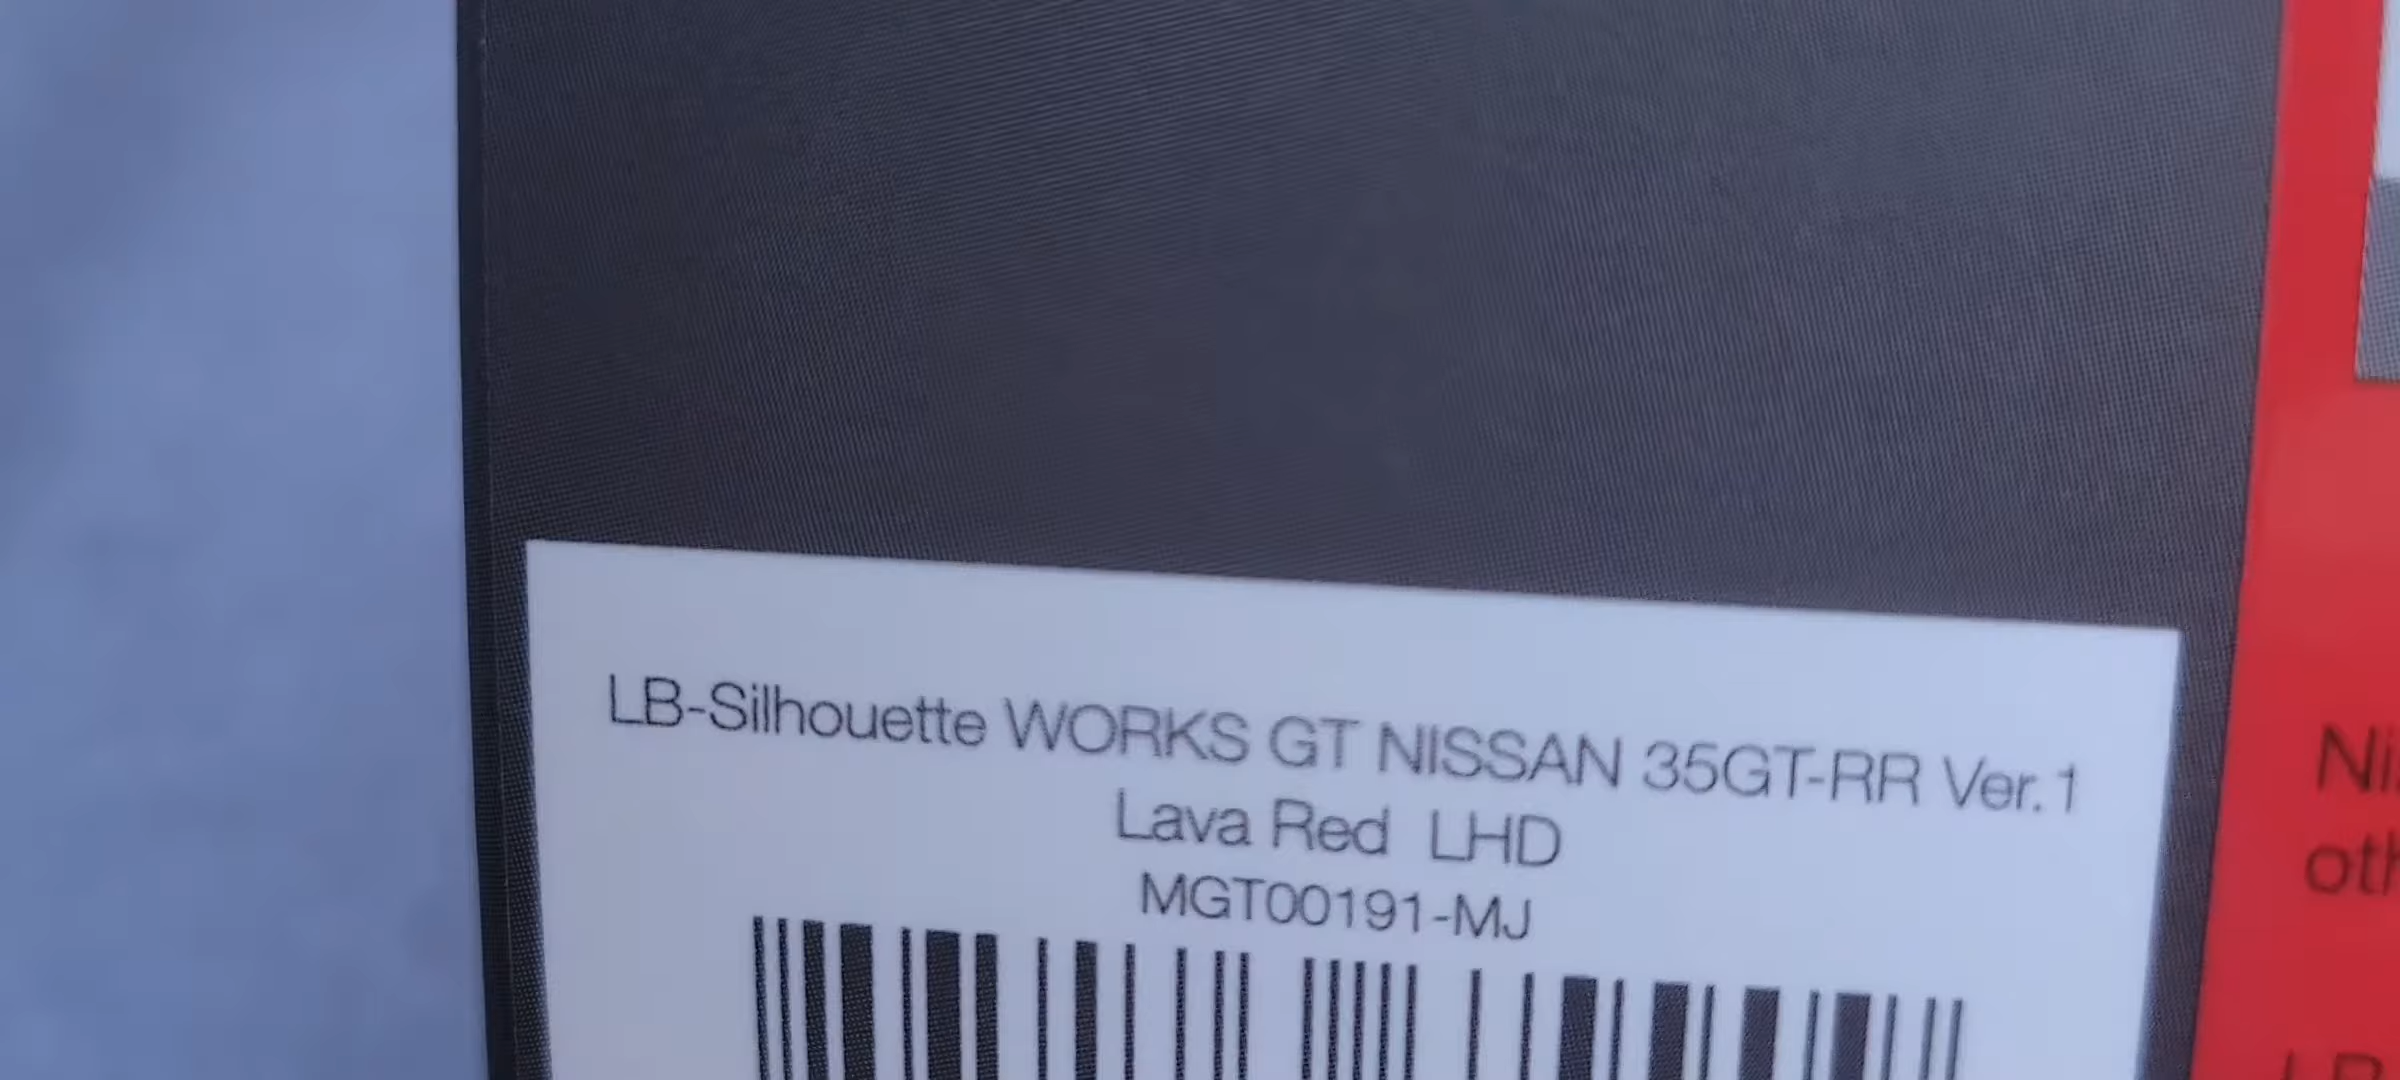 LB-Silhouette WORKS GT NISSAN 35GT-RR Ver.1
Lava Red LHD
MGT00191-MJ